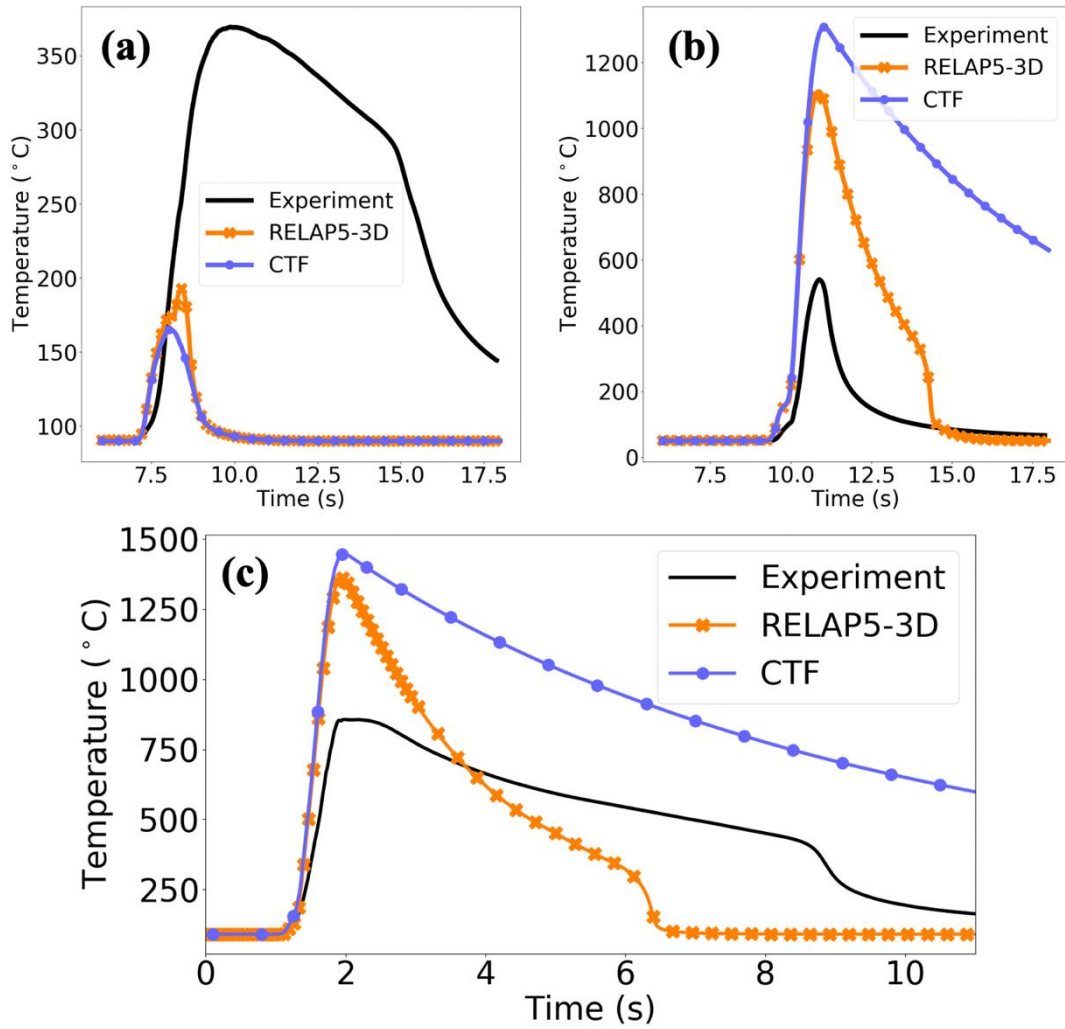 (a)
350
300
250
200
150
100
Temperature (°C)
Experiment
RELAP5-3D
CTF
7.5
10.0
12.5
15.0
17.5
Time (s)
(b)
1200
1000
800
600
400
200
0
Temperature (°C)
Experiment
RELAP5-3D
CTF
7.5
10.0
12.5
15.0
17.5
Time (s)
(c)
1500
1250
1000
750
500
250
Temperature (°C)
Experiment
RELAP5-3D
CTF
0
2
4
6
8
10
Time (s)